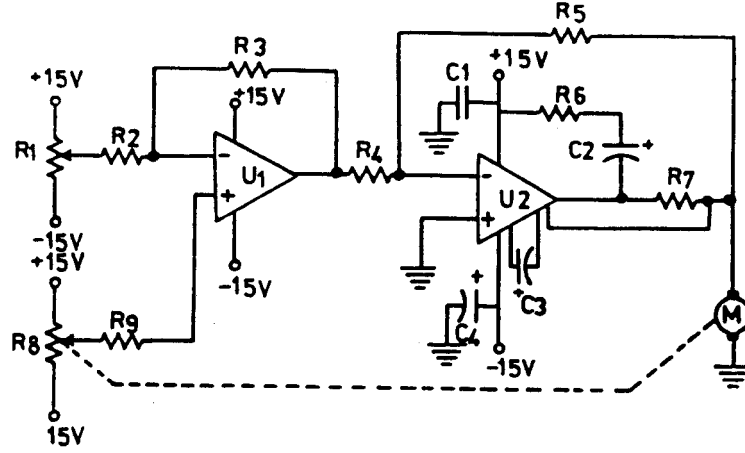 R5
R3
+15V
C1
+15V
+15V
R6
R1
R2
C2
+
-
R4
U1
+
-
U2
+
R7
-15V
+15V
-15V
R9
+
C3
+
C4
M
R8
-15V
15V